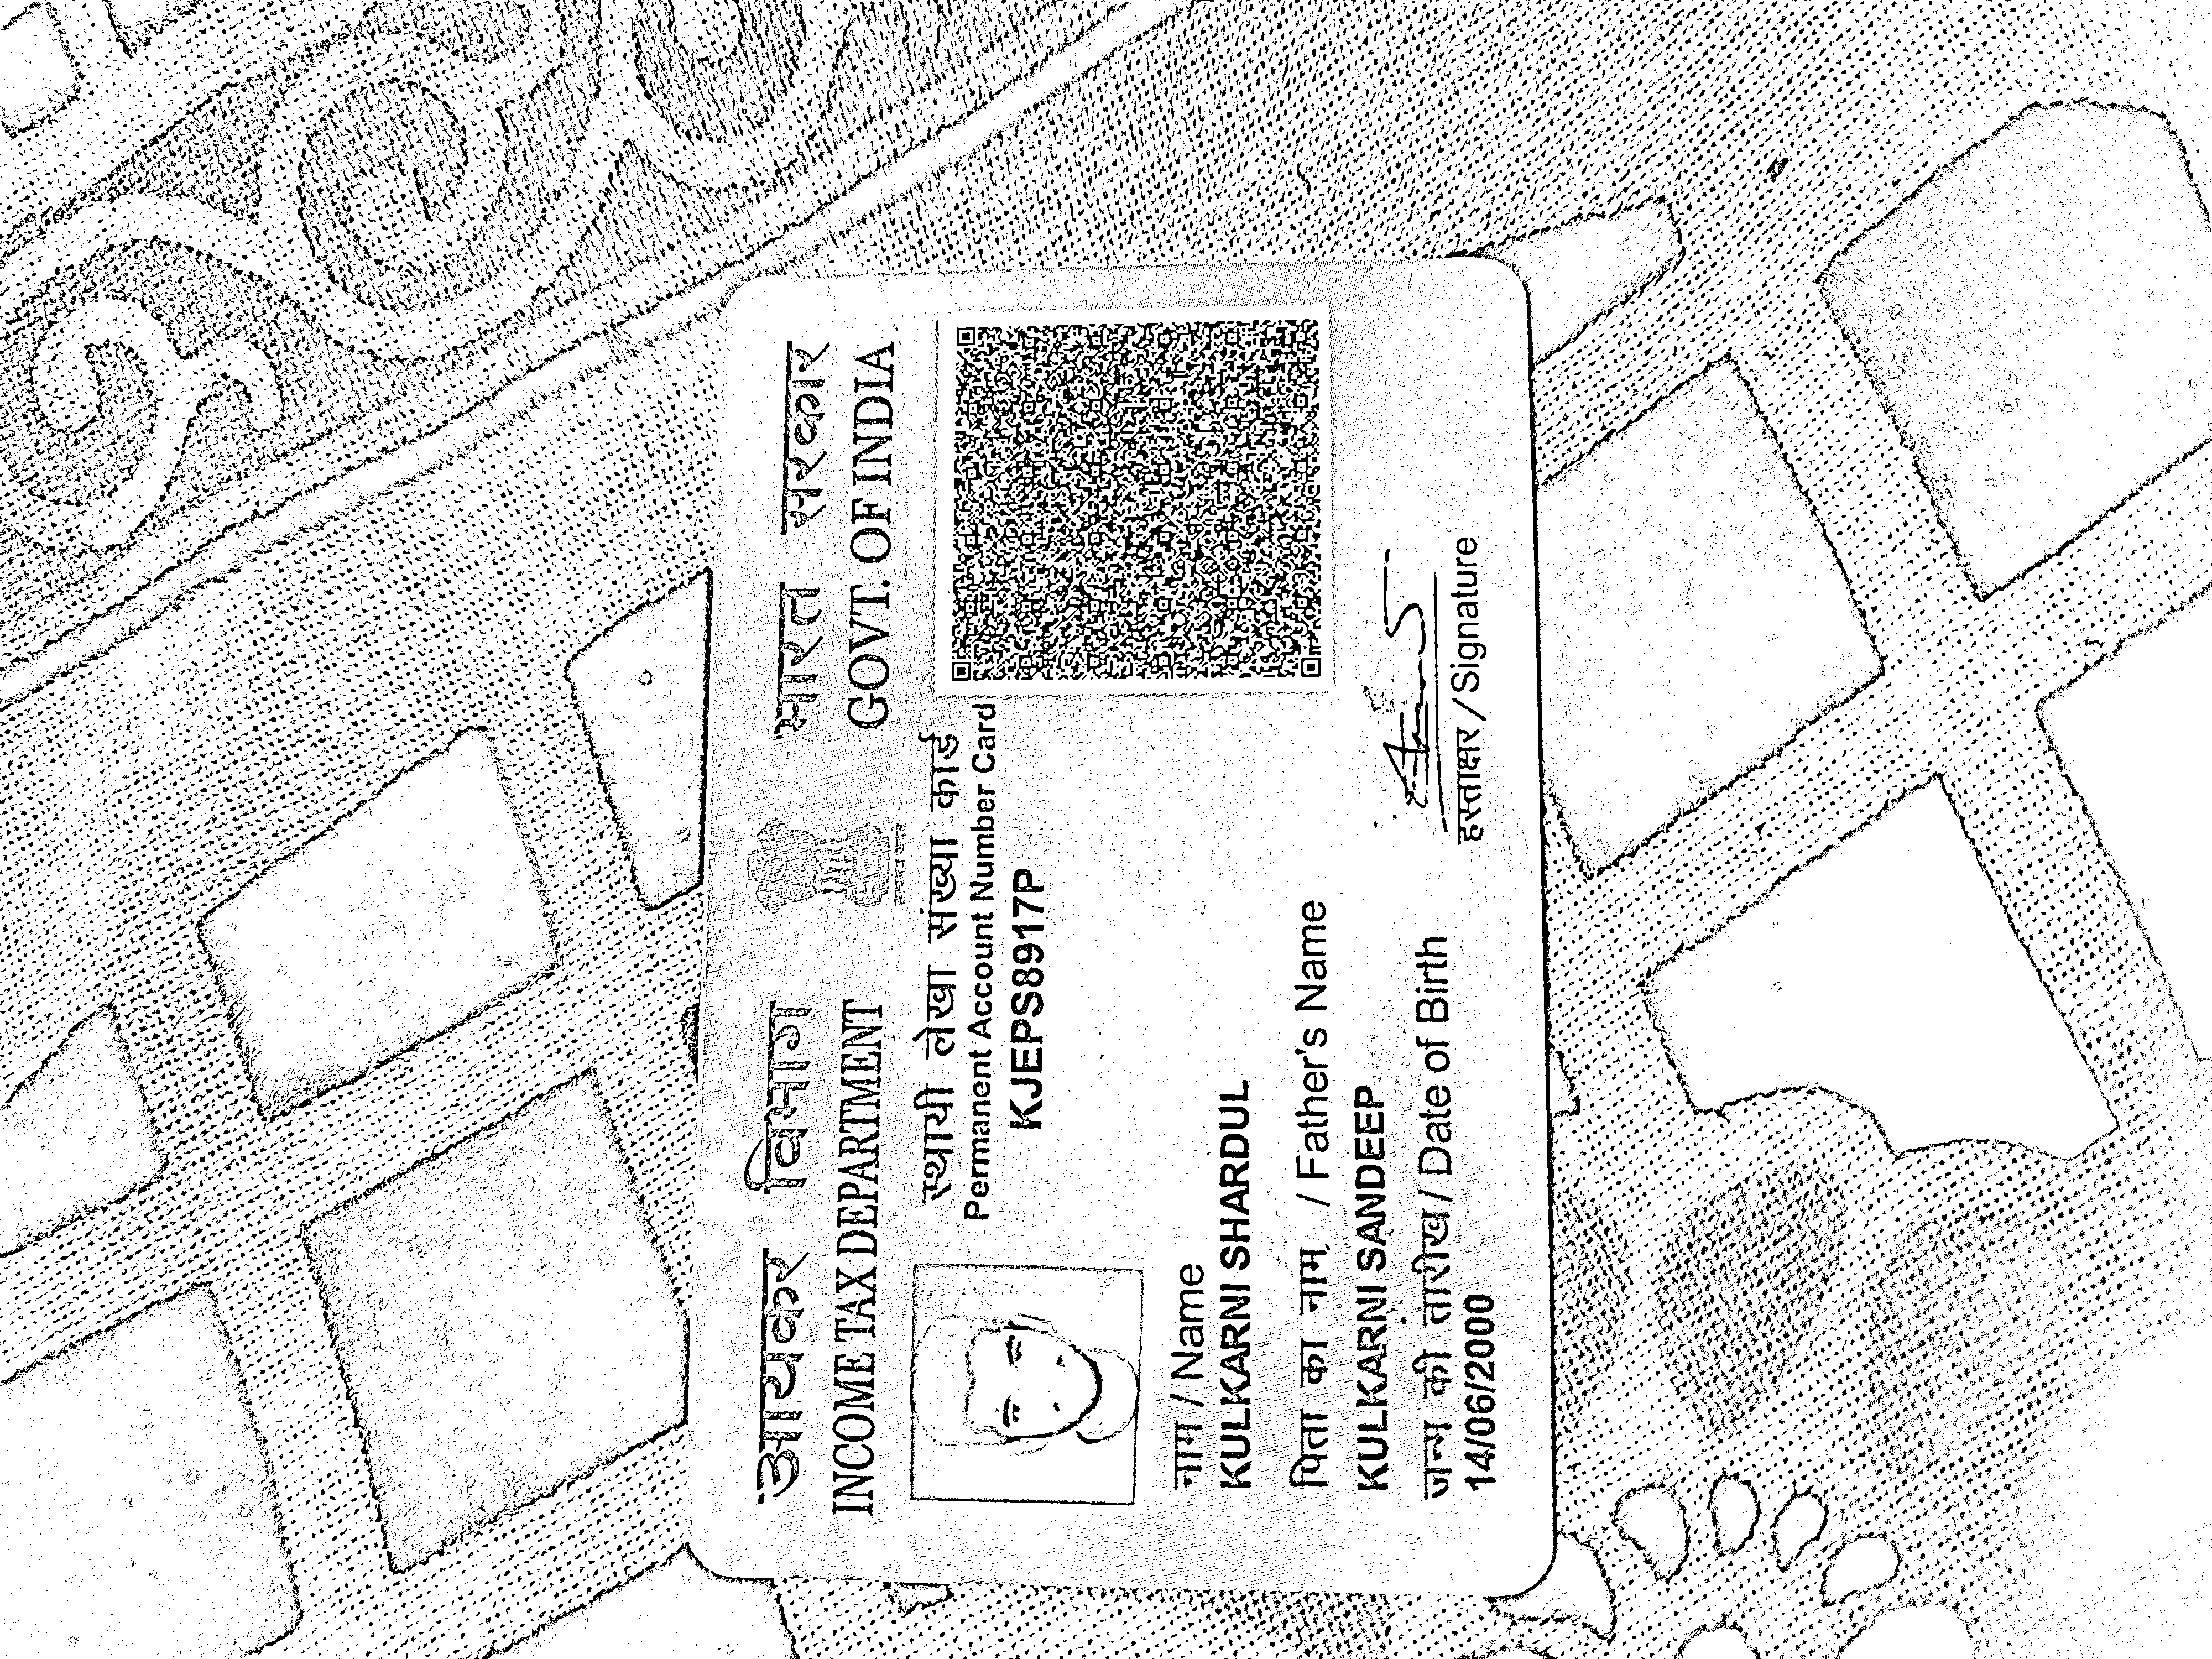 आयकर विभाग
INCOME TAX DEPARTMENT
भारत सरकार
GOVT. OF INDIA
स्थायी लेखा संख्या कार्ड
Permanent Account Number Card
KJEPS8917P
नाम / Name
KULKARNI SHARDUL
पिता का नाम / Father's Name
KULKARNI SANDEEP
जन्म की तारीख / Date of Birth
14/06/2000
हस्ताक्षर / Signature